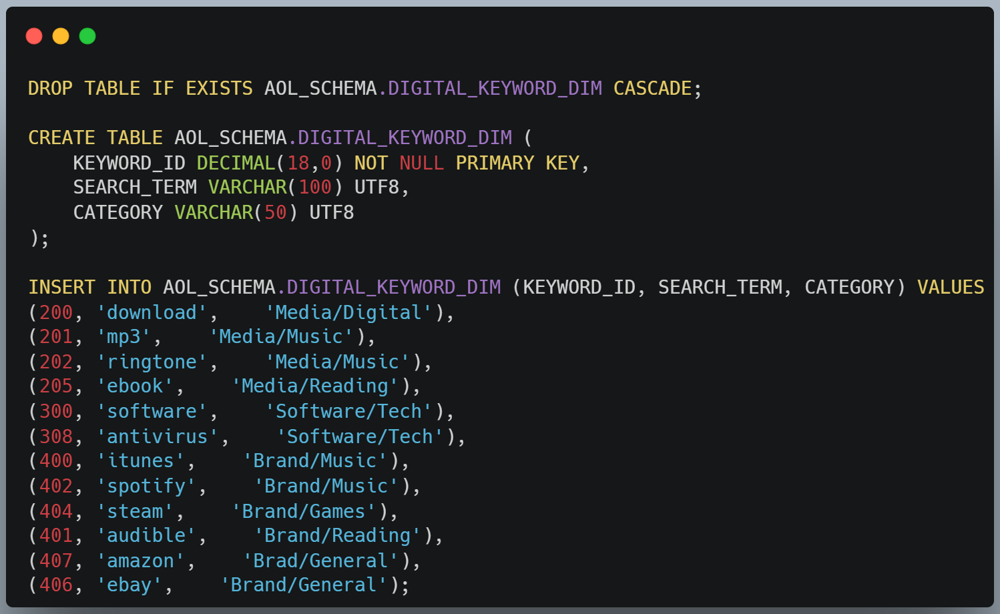 DROP TABLE IF EXISTS AOL_SCHEMA.DIGITAL_KEYWORD_DIM CASCADE;
CREATE TABLE AOL_SCHEMA.DIGITAL_KEYWORD_DIM (
    KEYWORD_ID DECIMAL(18,0) NOT NULL PRIMARY KEY,
    SEARCH_TERM VARCHAR(100) UTF8,
    CATEGORY VARCHAR(50) UTF8
);
INSERT INTO AOL_SCHEMA.DIGITAL_KEYWORD_DIM (KEYWORD_ID, SEARCH_TERM, CATEGORY) VALUES
(200, 'download',    'Media/Digital'),
(201, 'mp3',    'Media/Music'),
(202, 'ringtone',    'Media/Music'),
(205, 'ebook',    'Media/Reading'),
(300, 'software',    'Software/Tech'),
(308, 'antivirus',    'Software/Tech'),
(400, 'itunes',    'Brand/Music'),
(402, 'spotify',    'Brand/Music'),
(404, 'steam',    'Brand/Games'),
(401, 'audible',    'Brand/Reading'),
(407, 'amazon',    'Brad/General'),
(406, 'ebay',    'Brand/General');